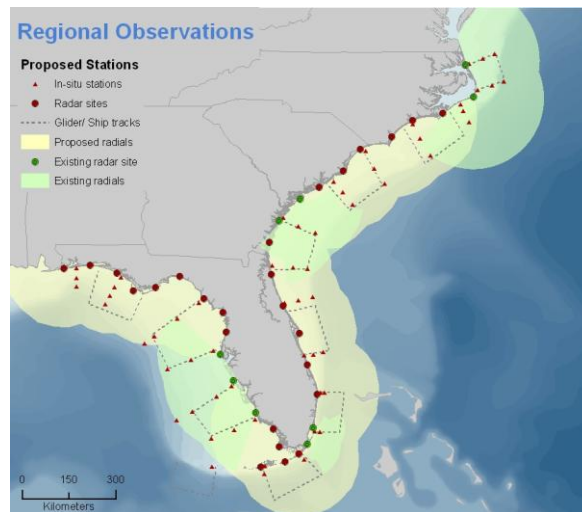 Regional Observations
Proposed Stations
In-situ stations
Radar sites
Glider/ Ship tracks
Proposed radials
Existing radar site
Existing radials
0 150 300
Kilometers